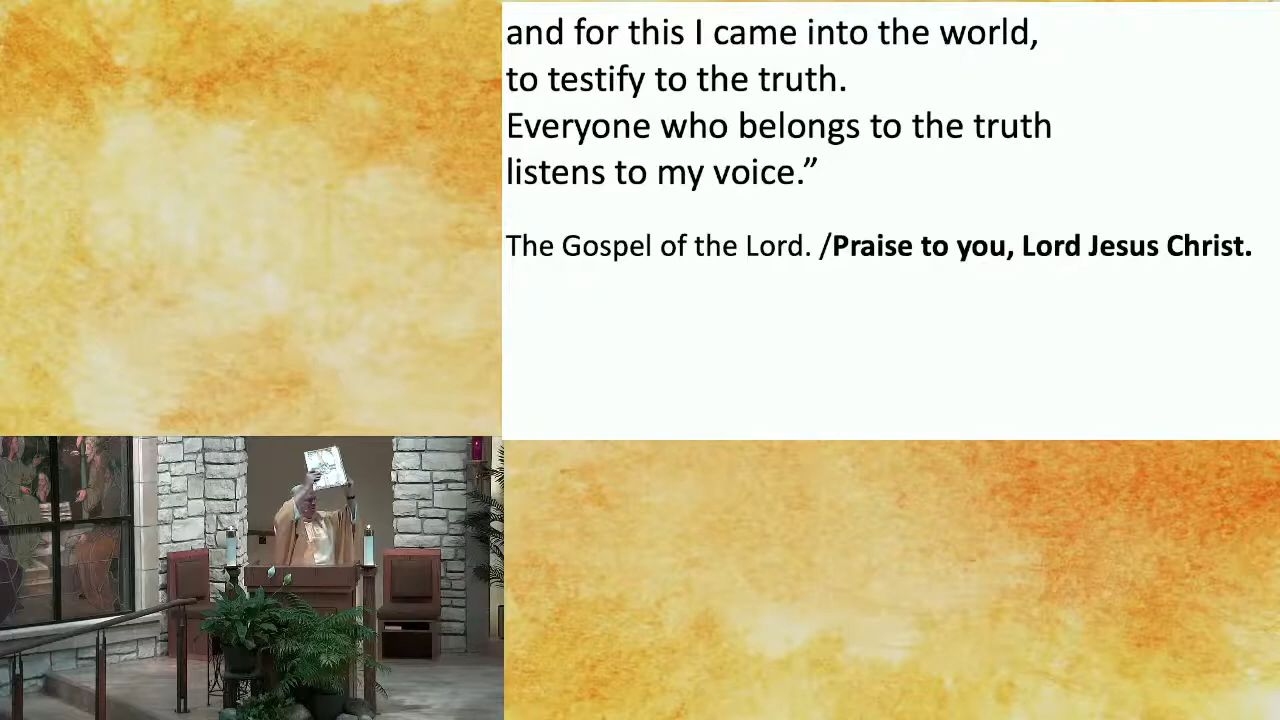 and for this I came into the world,
to testify to the truth.
Everyone who belongs to the truth
listens to my voice.”
The Gospel of the Lord. /Praise to you, Lord Jesus Christ.